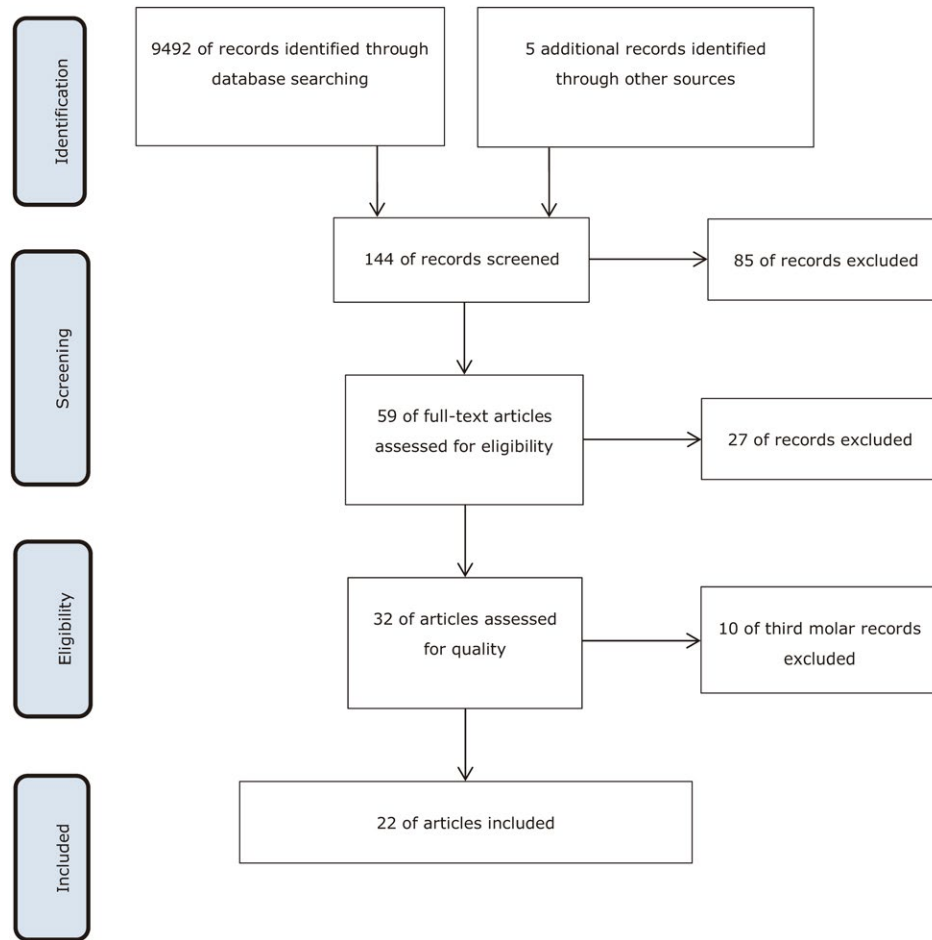 Identification
9492 of records identified through
database searching
5 additional records identified
through other sources
144 of records screened
85 of records excluded
Screening
59 of full-text articles
assessed for eligibility
27 of records excluded
Eligibility
32 of articles assessed
for quality
10 of third molar records
excluded
Included
22 of articles included